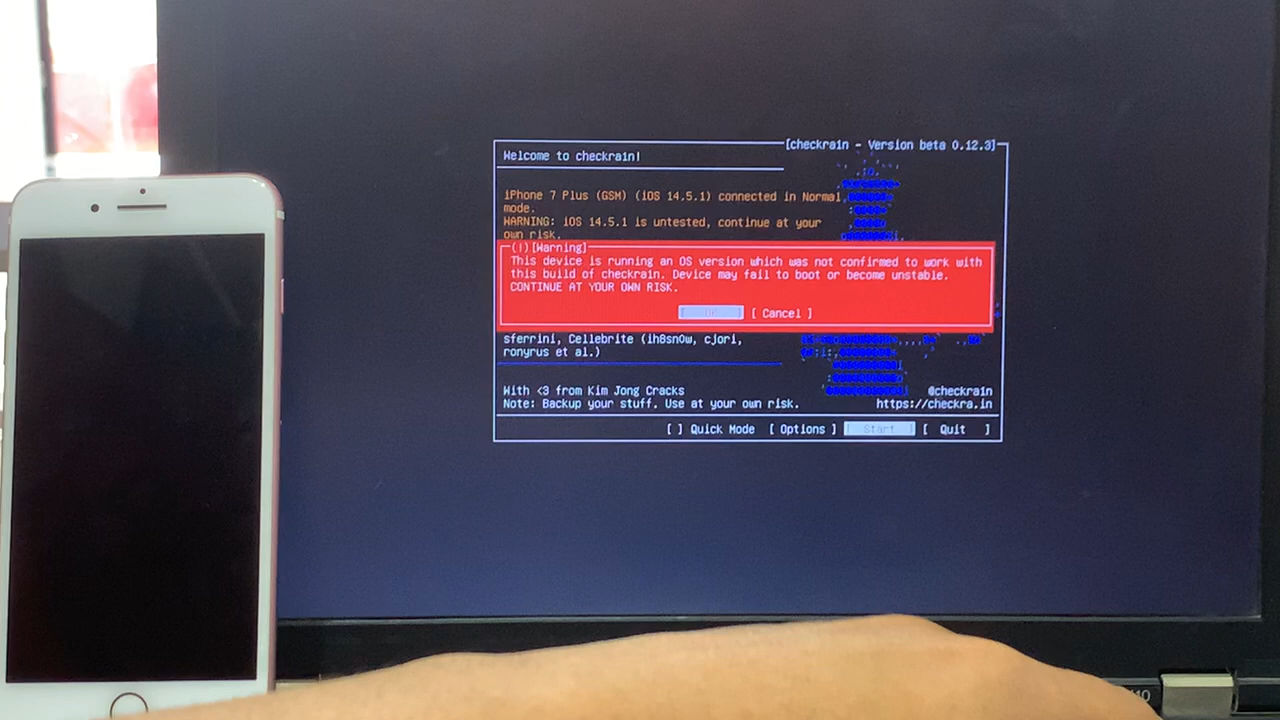 [checkra1n - Version beta 0.12.3]
Welcome to checkra1n!
iPhone 7 Plus (GSM) (iOS 14.5.1) connected in Normal
mode.
WARNING: iOS 14.5.1 is untested, continue at your
own risk.
(!)[Warning]
This device is running an OS version which was not confirmed to work with
this build of checkra1n. Device may fail to boot or become unstable.
CONTINUE AT YOUR OWN RISK.
[ OK ] [ Cancel ]
sferrini, Cellebrite (ih8sn0w, cjori,
ronyrus et al.)
With <3 from Kim Jong Cracks @checkra1n
Note: Backup your stuff. Use at your own risk. https://checkra.in
[ ] Quick Mode [ Options ] [ Start ] [ Quit ]